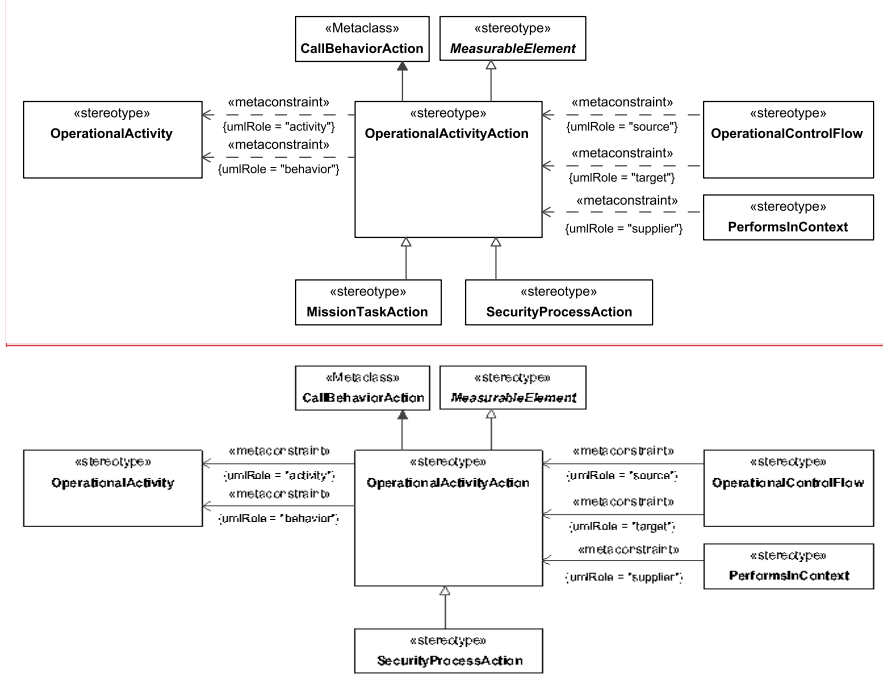 «Metaclass»
CallBehaviorAction
«stereotype»
MeasurableElement
«stereotype»
OperationalActivity
«metaconstraint»
{umlRole = "activity"}
«metaconstraint»
{umlRole = "behavior"}
«stereotype»
OperationalActivityAction
«metaconstraint»
{umlRole = "source"}
«metaconstraint»
{umlRole = "target"}
«metaconstraint»
{umlRole = "supplier"}
«stereotype»
OperationalControlFlow
«stereotype»
PerformsInContext
«stereotype»
MissionTaskAction
«stereotype»
SecurityProcessAction
«Metaclass»
CallBehaviorAction
«stereotype»
MeasurableElement
«stereotype»
OperationalActivity
«metaconstraint»
{umlRole = "activity"}
«metaconstraint»
{umlRole = "behavior"}
«stereotype»
OperationalActivityAction
«metaconstraint»
{umlRole = "source"}
«metaconstraint»
{umlRole = "target"}
«metaconstraint»
{umlRole = "supplier"}
«stereotype»
OperationalControlFlow
«stereotype»
PerformsInContext
«stereotype»
SecurityProcessAction